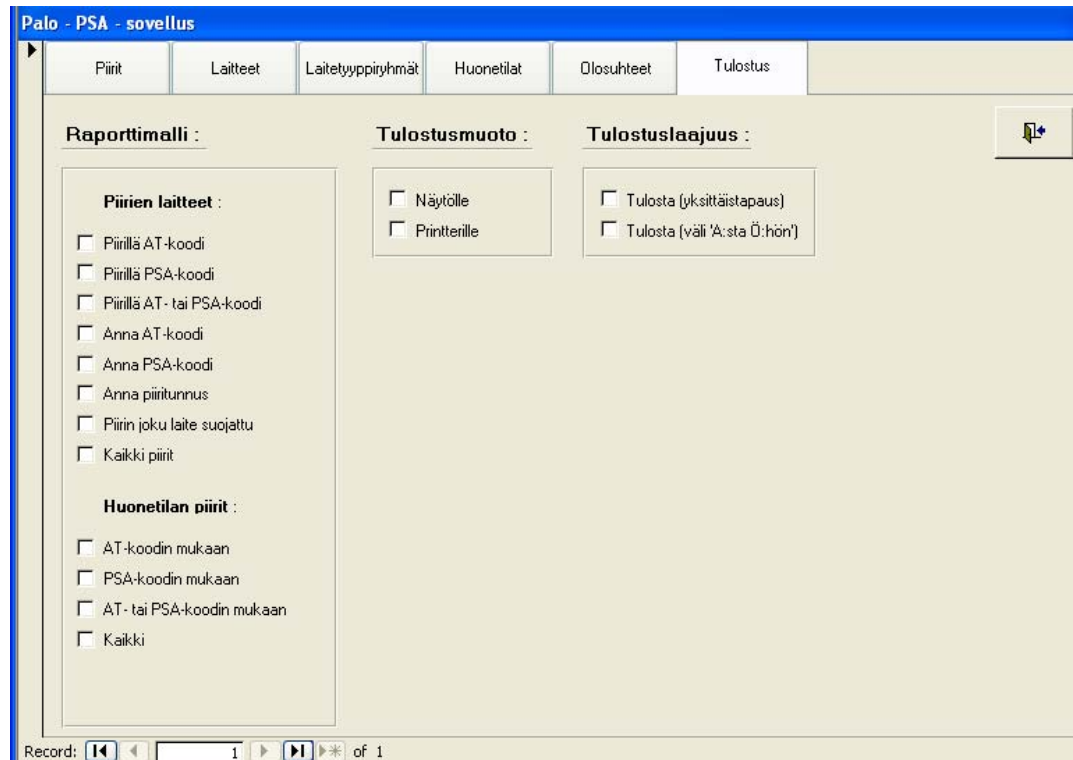 Palo - PSA - sovellus
Piirit
Laitteet
Laitetyyppiryhmät
Huonetilat
Olosuhteet
Tulostus
Raporttimalli :
Piirien laitteet :
Piirillä AT-koodi
Piirillä PSA-koodi
Piirillä AT- tai PSA-koodi
Anna AT-koodi
Anna PSA-koodi
Anna piiritunnus
Piirin joku laite suojattu
Kaikki piirit
Huonetilan piirit :
AT-koodin mukaan
PSA-koodin mukaan
AT- tai PSA-koodin mukaan
Kaikki
Tulostusmuoto :
Näytölle
Printterille
Tulostuslaajuus :
Tulosta (yksittäistapaus)
Tulosta (väli 'A:sta Ö:hön')
Record: 1 of 1